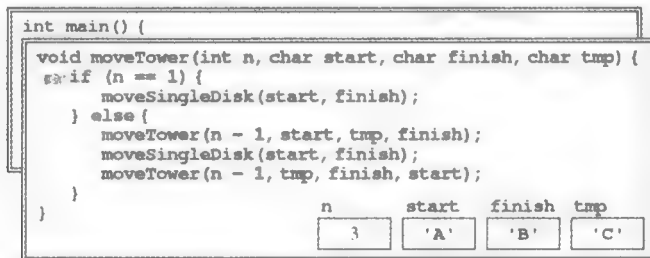 int main() {
void moveTower(int n, char start, char finish, char tmp) {
if (n == 1) {
moveSingleDisk(start, finish);
} else {
moveTower(n - 1, start, tmp, finish);
moveSingleDisk(start, finish);
moveTower(n - 1, tmp, finish, start);
}
}
n start finish tmp
3 'A' 'B' 'C'